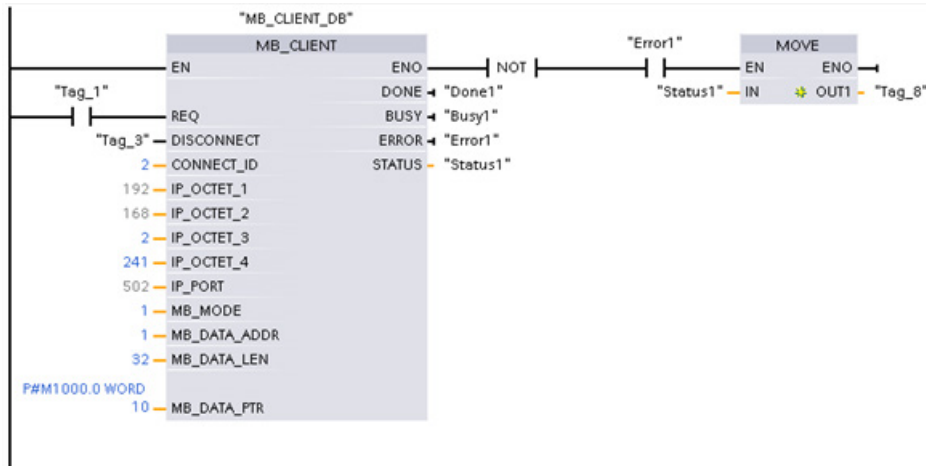 "MB_CLIENT_DB"
MB_CLIENT
"Error1"
MOVE
EN ENO NOT EN ENO
"Tag_1" DONE "Done1" "Status1" IN OUT1 "Tag_8"
REQ BUSY "Busy1"
"Tag_3" DISCONNECT ERROR "Error1"
2 CONNECT_ID STATUS "Status1"
192 IP_OCTET_1
168 IP_OCTET_2
2 IP_OCTET_3
241 IP_OCTET_4
502 IP_PORT
1 MB_MODE
1 MB_DATA_ADDR
32 MB_DATA_LEN
P#M1000.0 WORD
10 MB_DATA_PTR